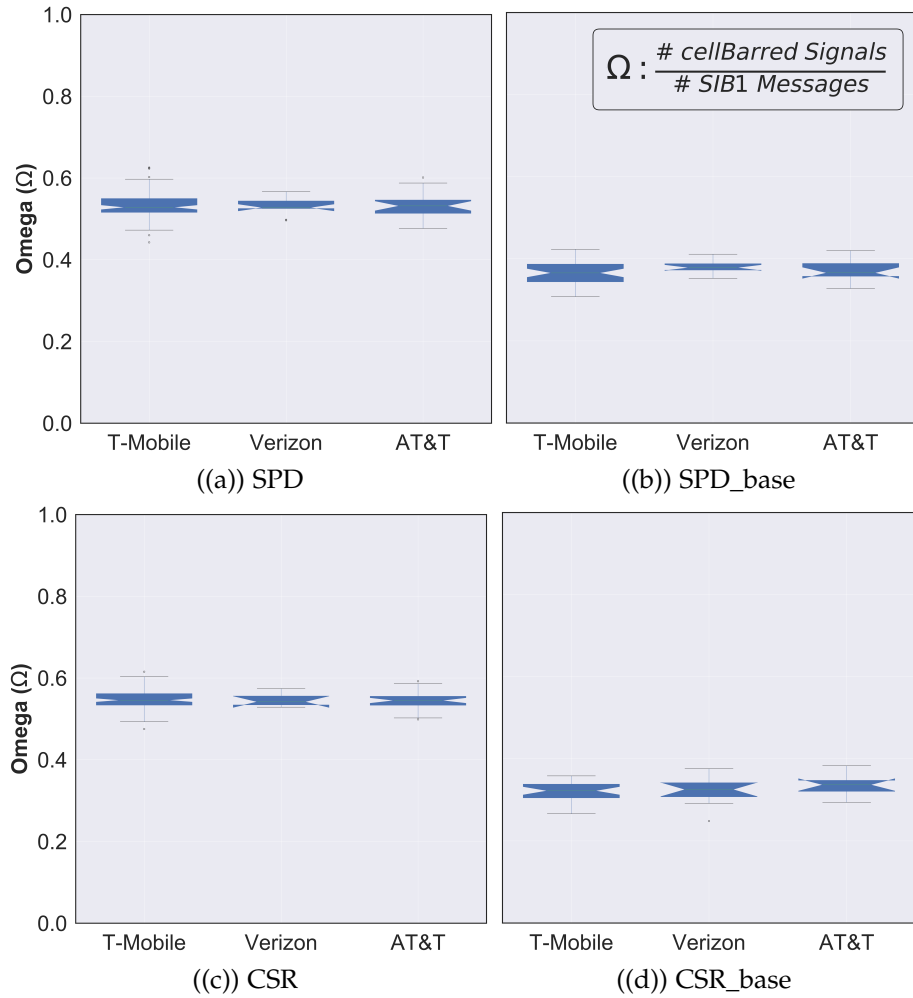 1.0
0.8
0.6
0.4
0.2
0.0
Omega (Ω)
T-Mobile Verizon AT&T
((a)) SPD
Ω : # cellBarred Signals
# SIB1 Messages
T-Mobile Verizon AT&T
((b)) SPD_base
1.0
0.8
0.6
0.4
0.2
0.0
Omega (Ω)
T-Mobile Verizon AT&T
((c)) CSR
T-Mobile Verizon AT&T
((d)) CSR_base